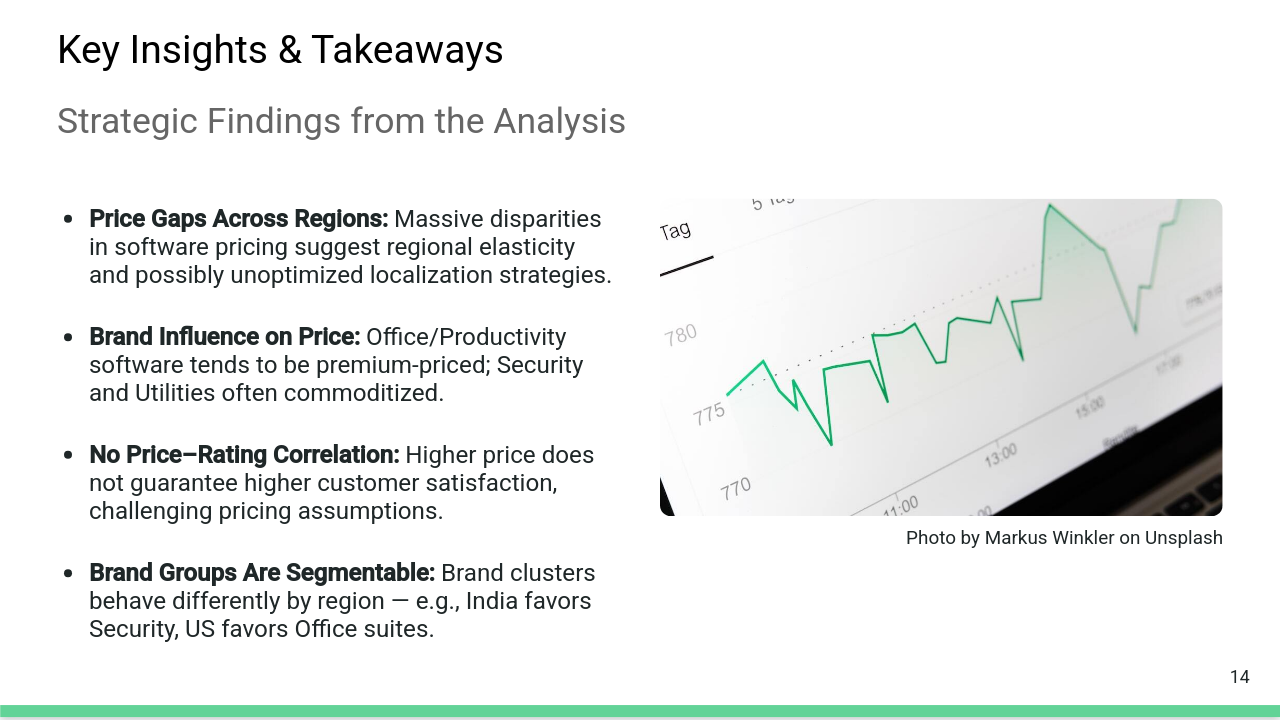 Key Insights & Takeaways
Strategic Findings from the Analysis
• Price Gaps Across Regions: Massive disparities
in software pricing suggest regional elasticity
and possibly unoptimized localization strategies.
• Brand Influence on Price: Office/Productivity
software tends to be premium-priced; Security
and Utilities often commoditized.
• No Price–Rating Correlation: Higher price does
not guarantee higher customer satisfaction,
challenging pricing assumptions.
• Brand Groups Are Segmentable: Brand clusters
behave differently by region — e.g., India favors
Security, US favors Office suites.
Tag
780
775
770
11:00
13:00
15:00
17:00
Photo by Markus Winkler on Unsplash
14